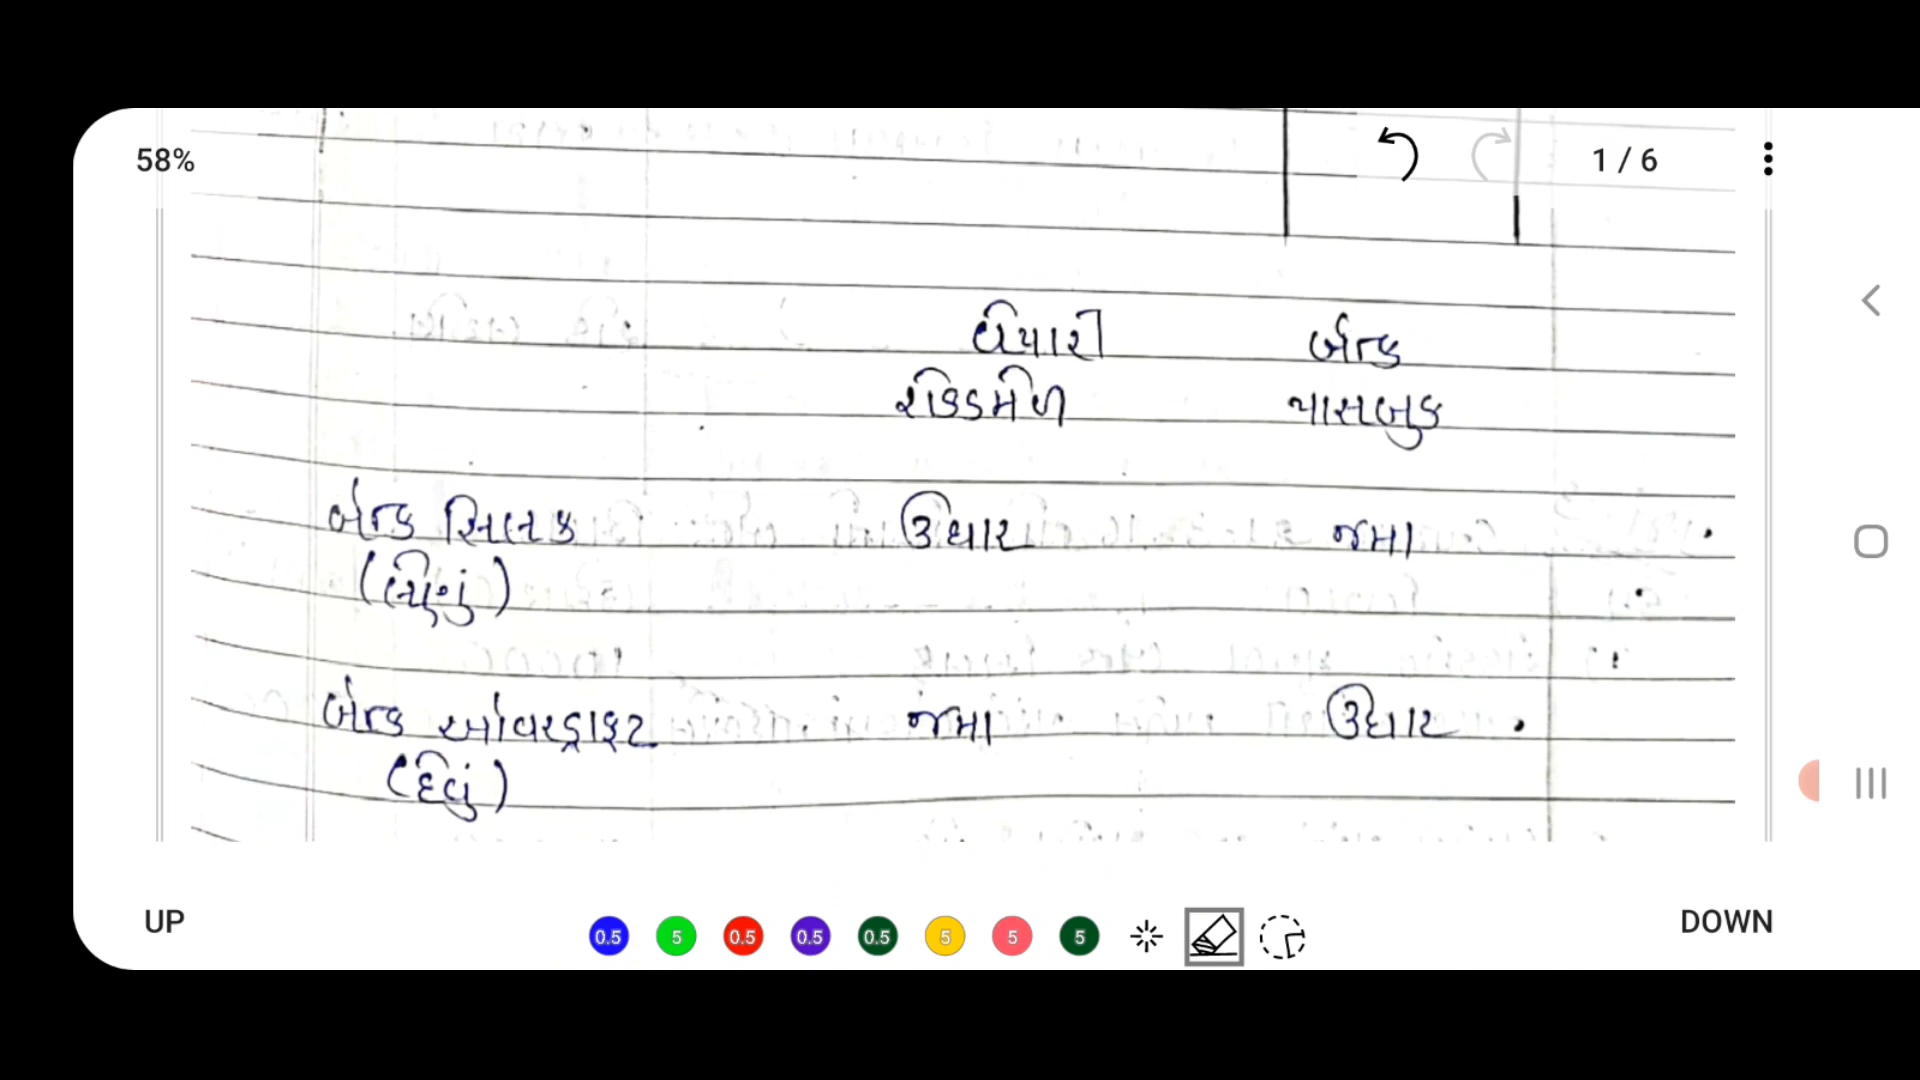 58%
1 / 6
વેપારી બેન્ક
રોકડમેળ પાસબુક
બેન્ક સિલક ઉધાર જમા
બેન્ક ઓવરડ્રાફ્ટ જમા ઉધાર
(દેવું)
UP 0.5 5 0.5 0.5 0.5 5 5 5 DOWN